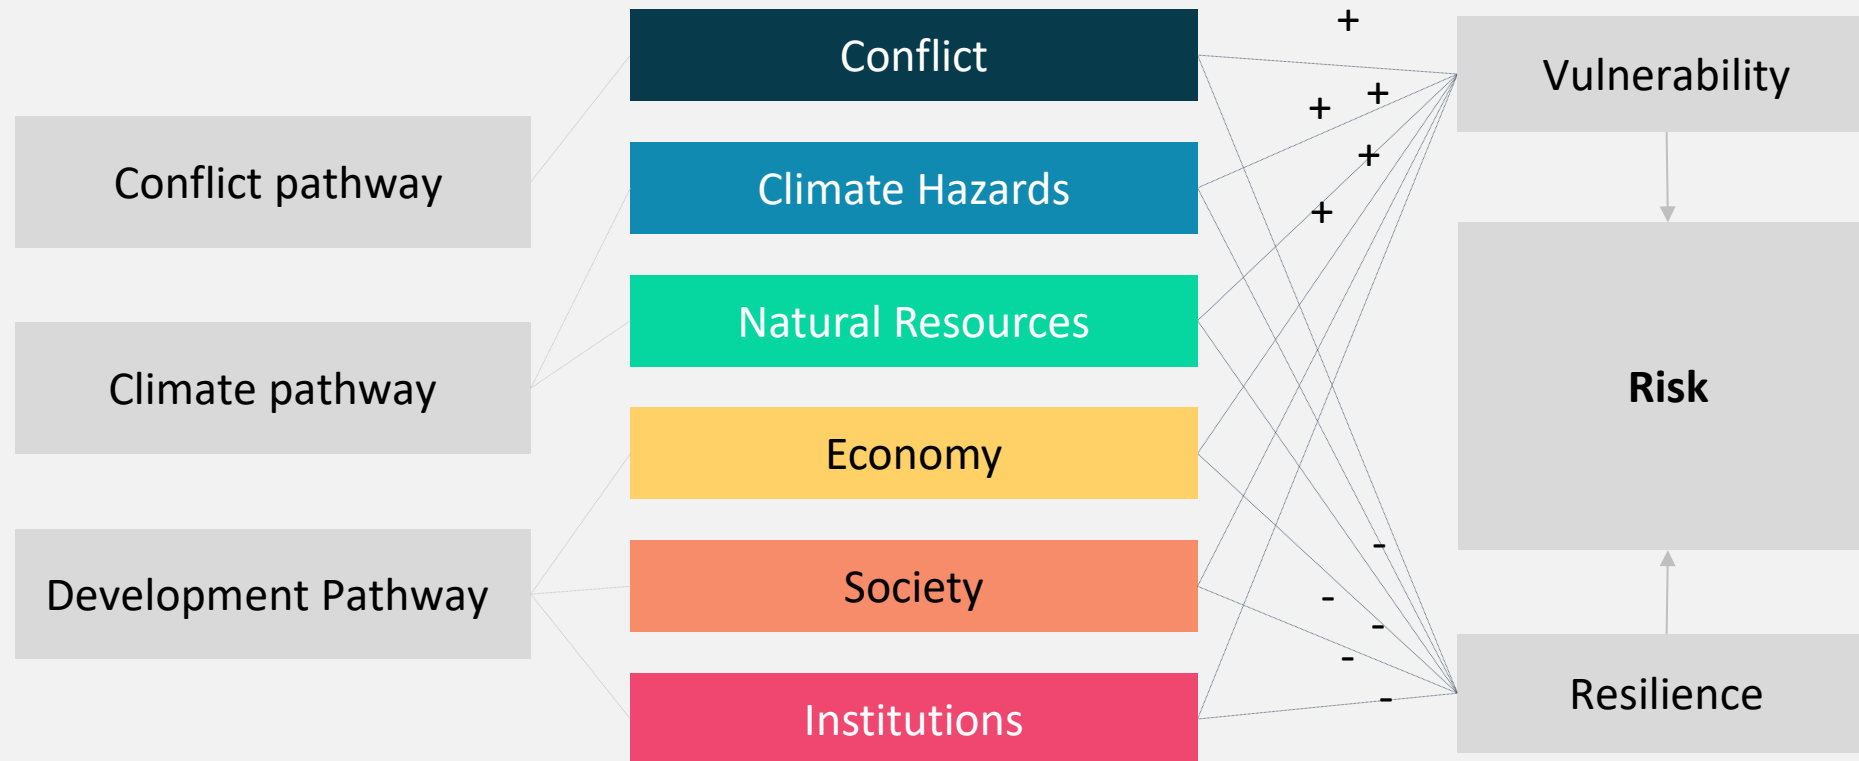 Conflict pathway
Climate pathway
Development Pathway
Conflict
Climate Hazards
Natural Resources
Economy
Society
Institutions
+
+
+
+
+
-
-
-
-
-
Vulnerability
Risk
Resilience